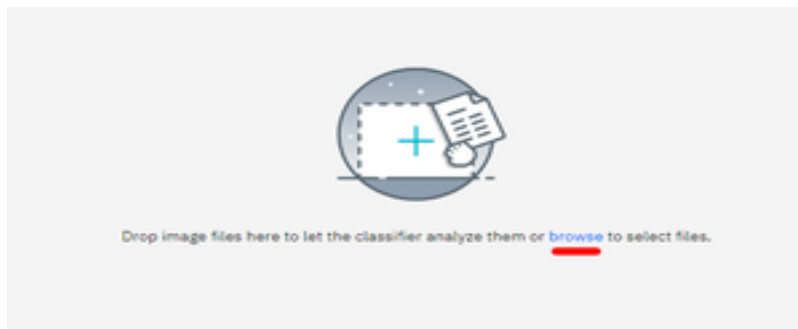 Drop image files here to let the classifier analyze them or browse to select files.